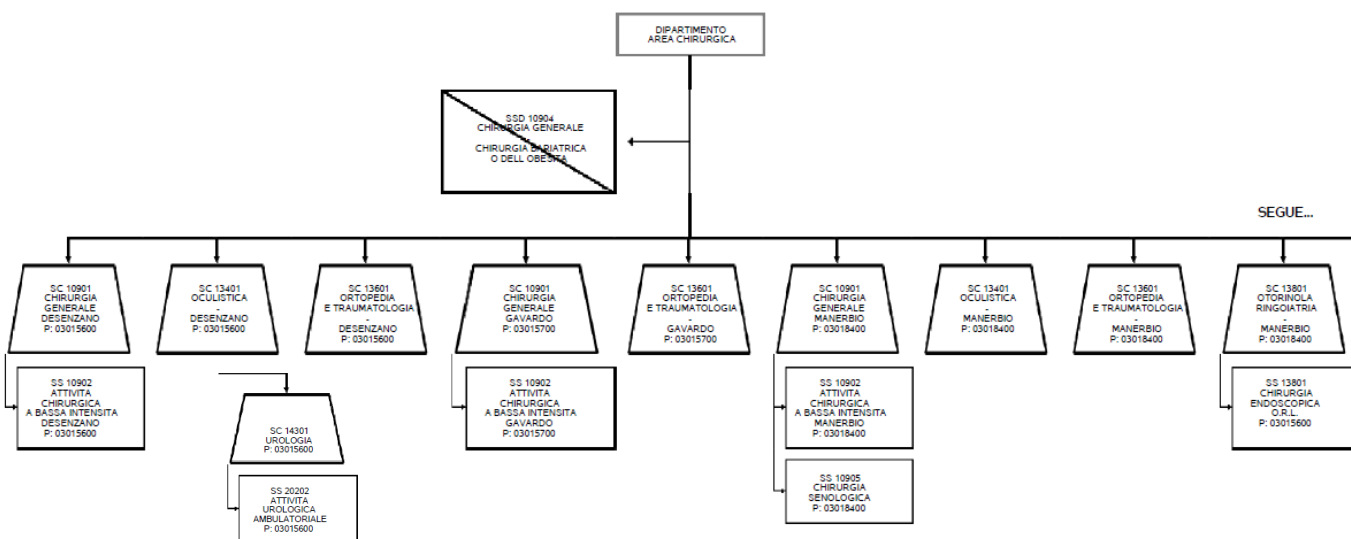 DIPARTIMENTO
AREA CHIRURGICA
SSD 10904
CHIRURGIA GENERALE
-
CHIRURGIA BARIATRICA
O DELL OBESITA
SEGUE...
SC 10901
CHIRURGIA
GENERALE
DESENZANO
P: 03015600
SC 13401
OCULISTICA
-
DESENZANO
P: 03015600
SC 13601
ORTOPEDIA
E TRAUMATOLOGIA
-
DESENZANO
P: 03015600
SC 10901
CHIRURGIA
GENERALE
GAVARDO
P: 03015700
SC 13601
ORTOPEDIA
E TRAUMATOLOGIA
-
GAVARDO
P: 03015700
SC 10901
CHIRURGIA
GENERALE
MANERBIO
P: 03018400
SC 13401
OCULISTICA
-
MANERBIO
P: 03018400
SC 13601
ORTOPEDIA
E TRAUMATOLOGIA
-
MANERBIO
P: 03018400
SC 13801
OTORINOLA
RINGOIATRIA
-
MANERBIO
P: 03018400
SS 10902
ATTIVITA
CHIRURGICA
A BASSA INTENSITA
DESENZANO
P: 03015600
SC 14301
UROLOGIA
P: 03015600
SS 20202
ATTIVITA
UROLOGICA
AMBULATORIALE
P: 03015600
SS 10902
ATTIVITA
CHIRURGICA
A BASSA INTENSITA
GAVARDO
P: 03015700
SS 10902
ATTIVITA
CHIRURGICA
A BASSA INTENSITA
MANERBIO
P: 03018400
SS 10905
CHIRURGIA
SENOLOGICA
P: 03018400
SS 13801
CHIRURGIA
ENDOSCOPICA
O.R.L.
P: 03015600